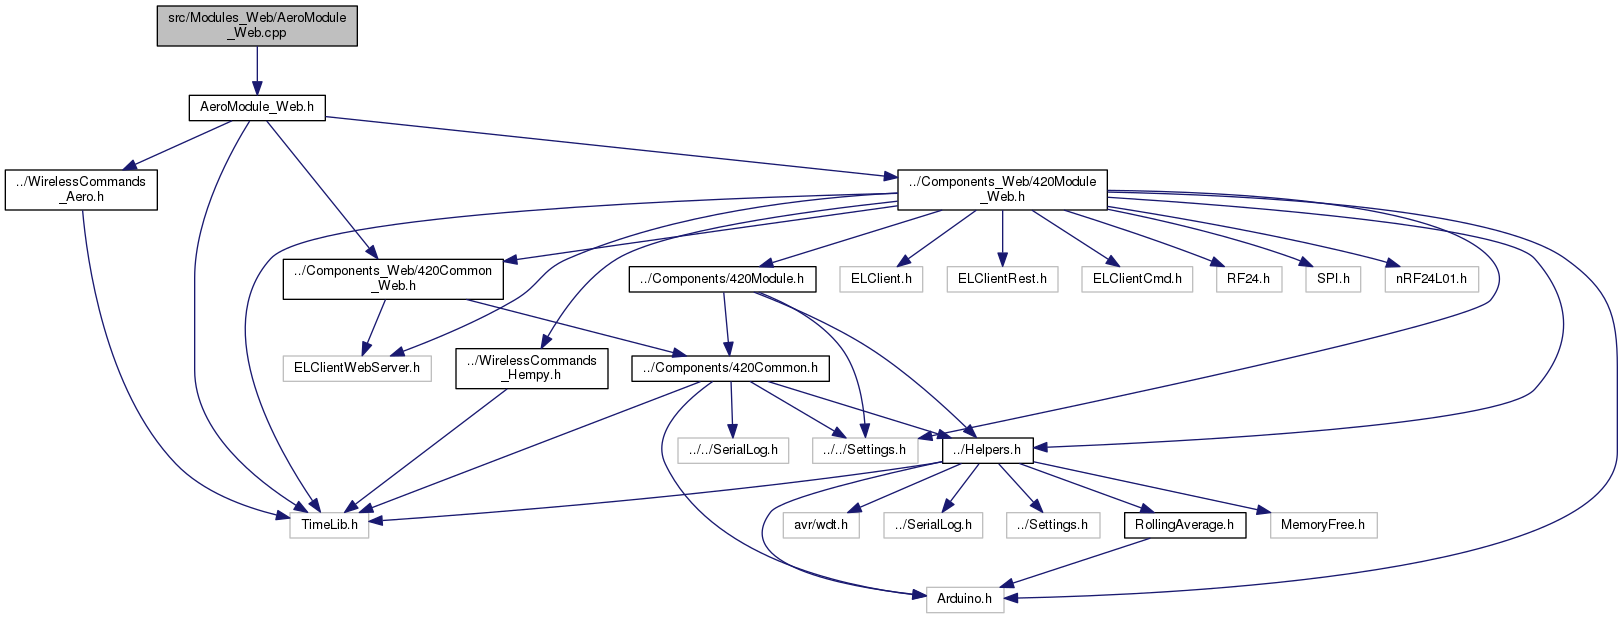 src/Modules_Web/AeroModule
_Web.cpp
AeroModule_Web.h
../WirelessCommands
_Aero.h
../Components_Web/420Module
_Web.h
../Components_Web/420Common
_Web.h
../Components/420Module.h
ELClient.h
ELClientRest.h
ELClientCmd.h
RF24.h
SPI.h
nRF24L01.h
ELClientWebServer.h
../WirelessCommands
_Hempy.h
../Components/420Common.h
../../SerialLog.h
../../Settings.h
../Helpers.h
TimeLib.h
avr/wdt.h
../SerialLog.h
../Settings.h
RollingAverage.h
MemoryFree.h
Arduino.h